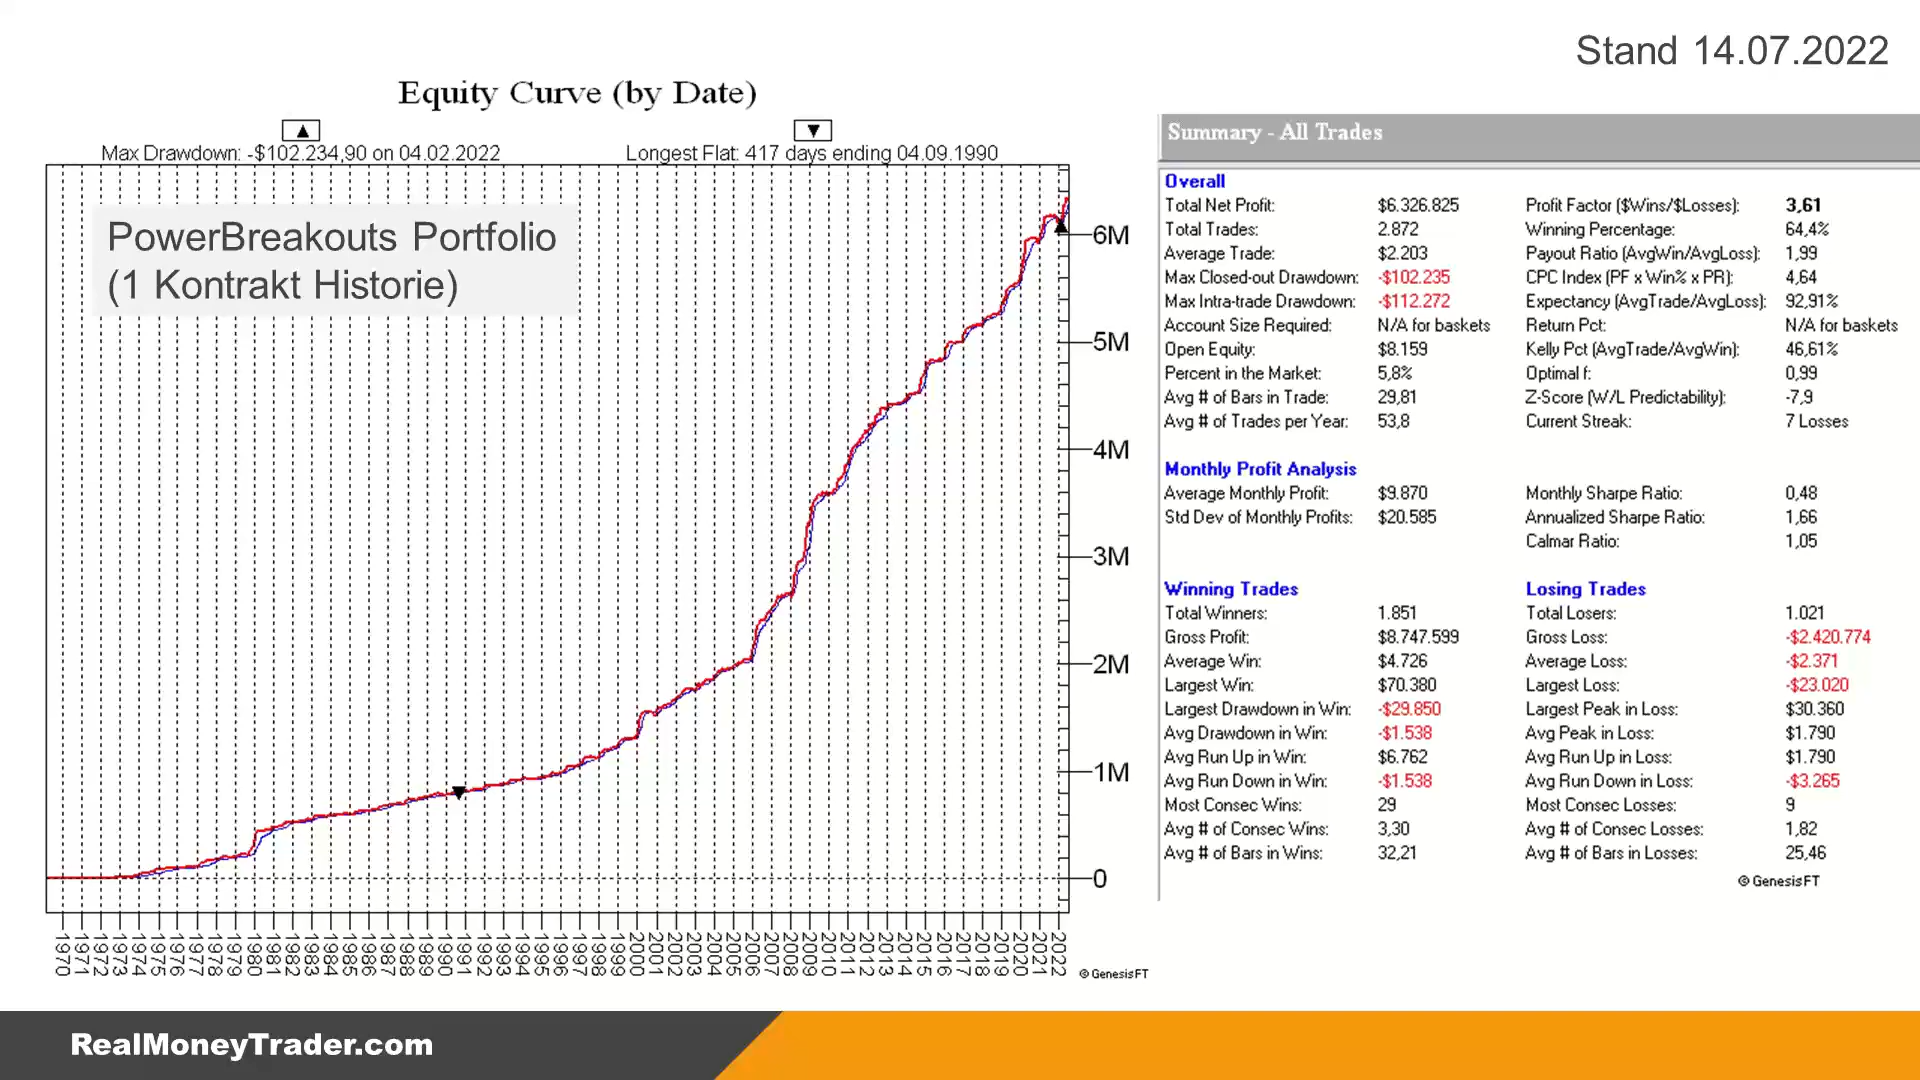 Stand 14.07.2022
Equity Curve (by Date)
Max Drawdown: -$102.234,90 on 04.02.2022
Longest Flat: 417 days ending 04.09.1990
PowerBreakouts Portfolio
(1 Kontrakt Historie)
6M
5M
4M
3M
2M
1M
0
1970 1971 1972 1973 1974 1975 1976 1977 1978 1979 1980 1981 1982 1983 1984 1985 1986 1987 1988 1989 1990 1991 1992 1993 1994 1995 1996 1997 1998 1999 2000 2001 2002 2003 2004 2005 2006 2007 2008 2009 2010 2011 2012 2013 2014 2015 2016 2017 2018 2019 2020 2021 2022
© GenesisFT
Summary - All Trades
Overall
Total Net Profit: $6.326.825 Profit Factor ($Wins/$Losses): 3,61
Total Trades: 2.872 Winning Percentage: 64,4%
Average Trade: $2.203 Payout Ratio (AvgWin/AvgLoss): 1,99
Max Closed-out Drawdown: -$102.235 CPC Index (PF x Win% x PR): 4,64
Max Intra-trade Drawdown: -$112.272 Expectancy (AvgTrade/AvgLoss): 92,91%
Account Size Required: N/A for baskets Return Pct: N/A for baskets
Open Equity: $8.159 Kelly Pct (AvgTrade/AvgWin): 46,61%
Percent in the Market: 5,8% Optimal f: 0,99
Avg # of Bars in Trade: 29,81 Z-Score (W/L Predictability): -7,9
Avg # of Trades per Year: 53,8 Current Streak: 7 Losses
Monthly Profit Analysis
Average Monthly Profit: $9.870 Monthly Sharpe Ratio: 0,48
Std Dev of Monthly Profits: $20.585 Annualized Sharpe Ratio: 1,66
Calmar Ratio: 1,05
Winning Trades Losing Trades
Total Winners: 1.851 Total Losers: 1.021
Gross Profit: $8.747.599 Gross Loss: -$2.420.774
Average Win: $4.726 Average Loss: -$2.371
Largest Win: $70.380 Largest Loss: -$23.020
Largest Drawdown in Win: -$29.850 Largest Peak in Loss: $30.360
Avg Drawdown in Win: -$1.538 Avg Peak in Loss: $1.790
Avg Run Up in Win: $6.762 Avg Run Up in Loss: $1.790
Avg Run Down in Win: -$1.538 Avg Run Down in Loss: -$3.265
Most Consec Wins: 29 Most Consec Losses: 9
Avg # of Consec Wins: 3,30 Avg # of Consec Losses: 1,82
Avg # of Bars in Wins: 32,21 Avg # of Bars in Losses: 25,46
© GenesisFT
RealMoneyTrader.com